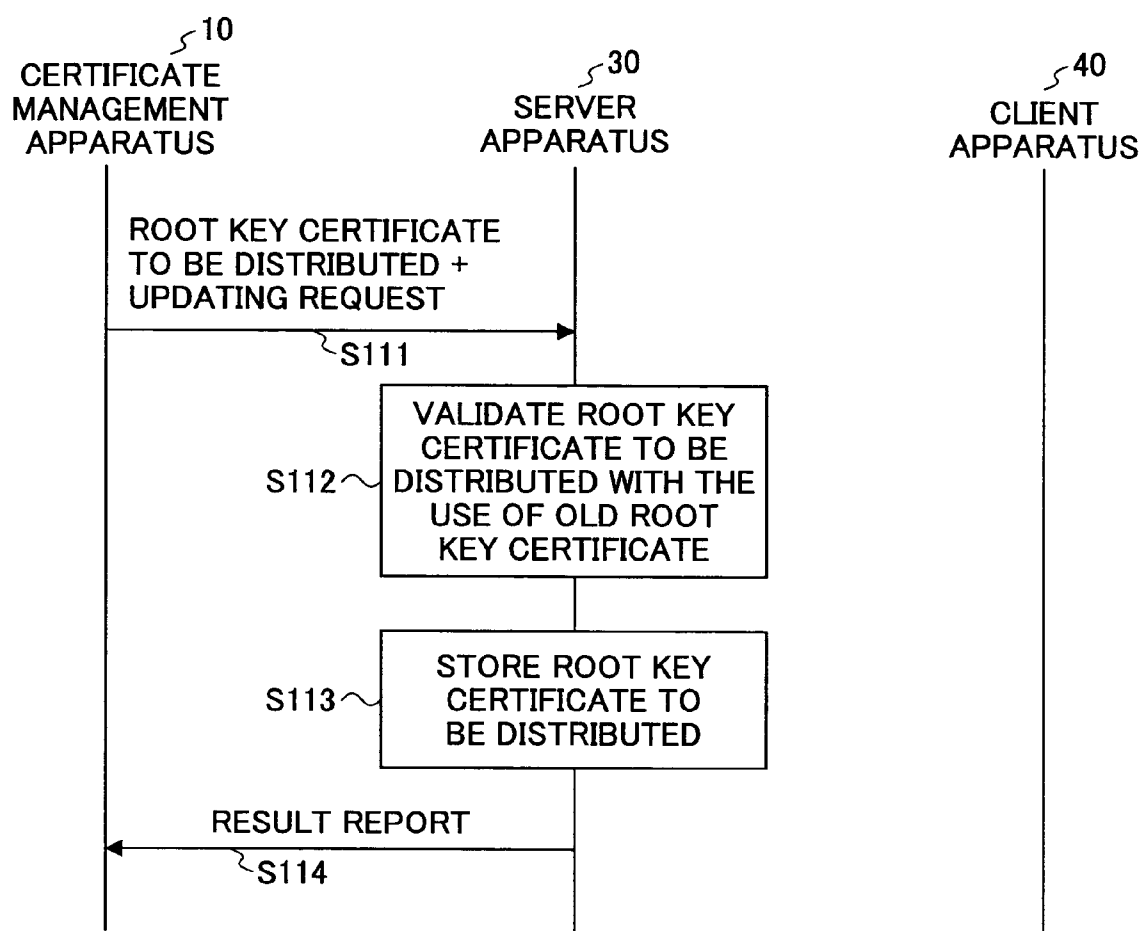 10
CERTIFICATE
MANAGEMENT
APPARATUS
30
SERVER
APPARATUS
40
CLIENT
APPARATUS
ROOT KEY CERTIFICATE
TO BE DISTRIBUTED +
UPDATING REQUEST
S111
S112
VALIDATE ROOT KEY
CERTIFICATE TO BE
DISTRIBUTED WITH THE
USE OF OLD ROOT
KEY CERTIFICATE
S113
STORE ROOT KEY
CERTIFICATE TO
BE DISTRIBUTED
RESULT REPORT
S114